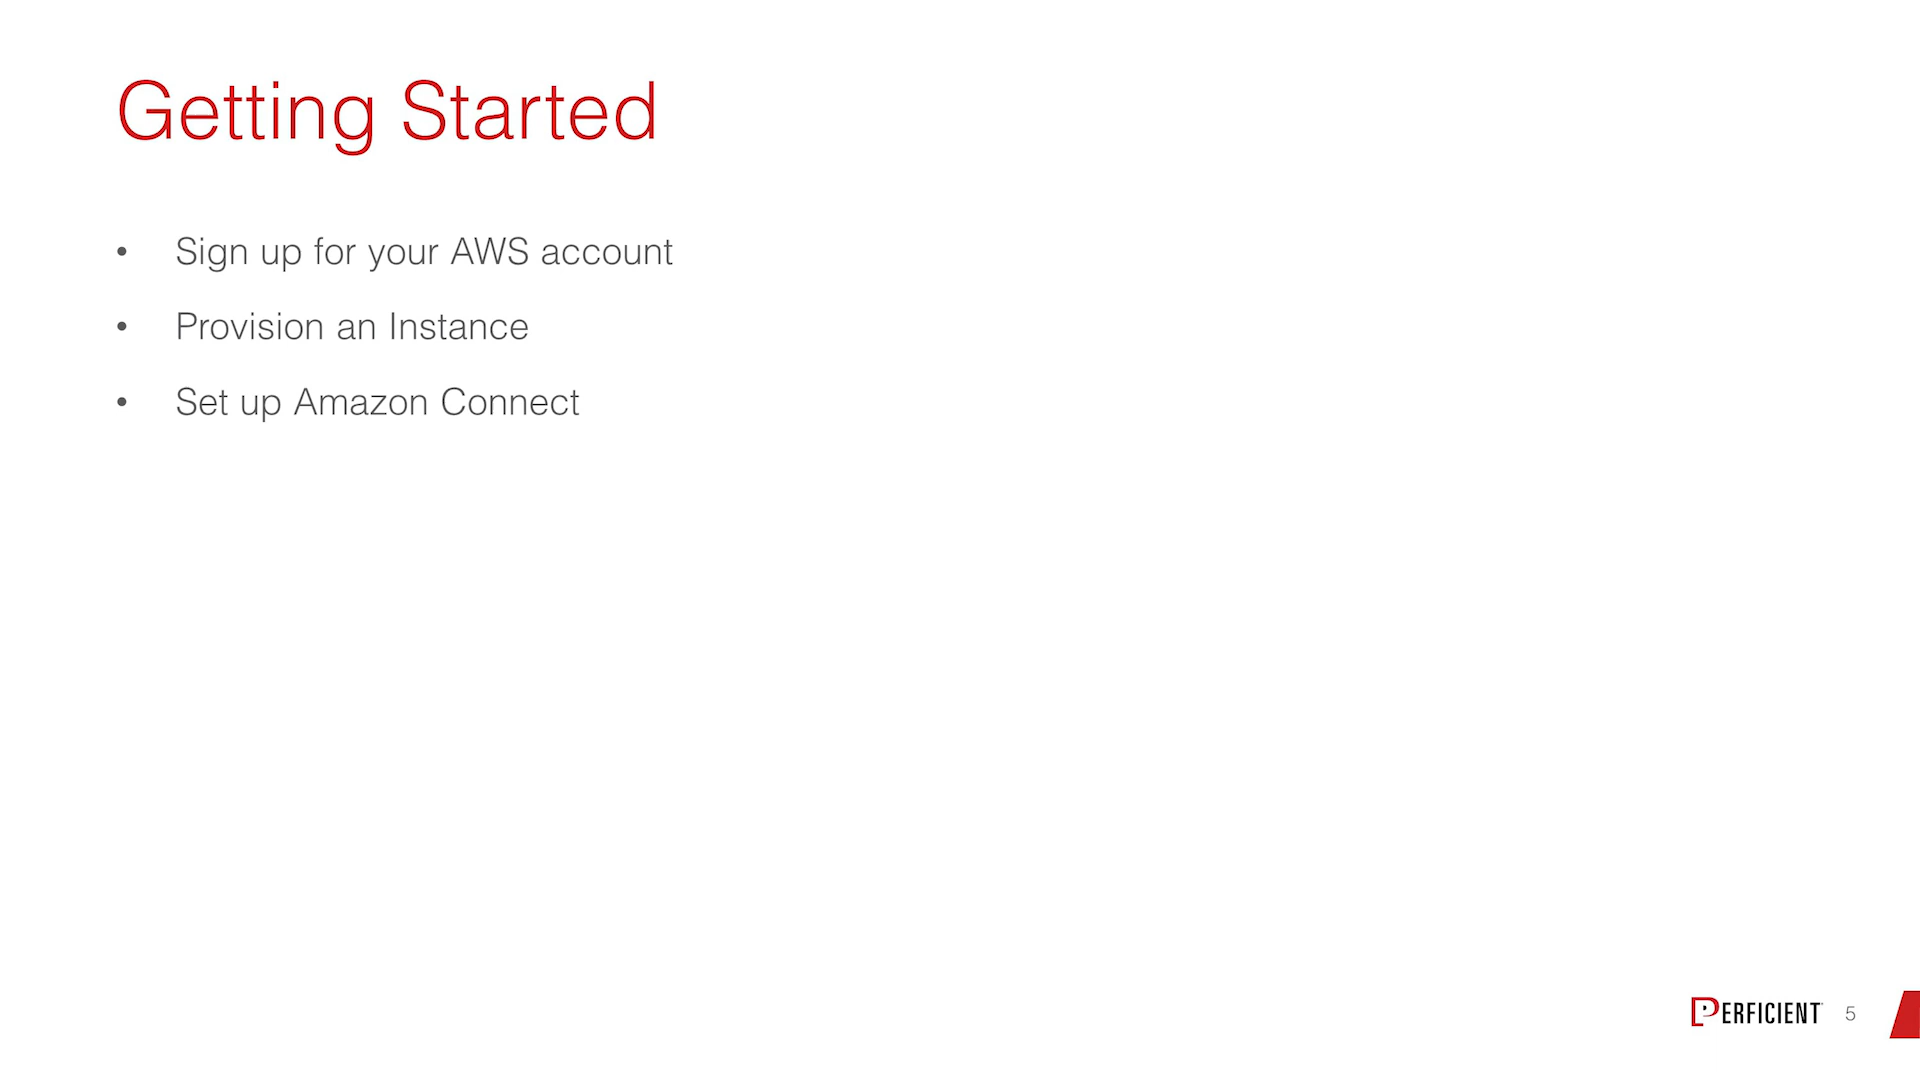 Getting Started
• Sign up for your AWS account
• Provision an Instance
• Set up Amazon Connect
PERFICIENT 5